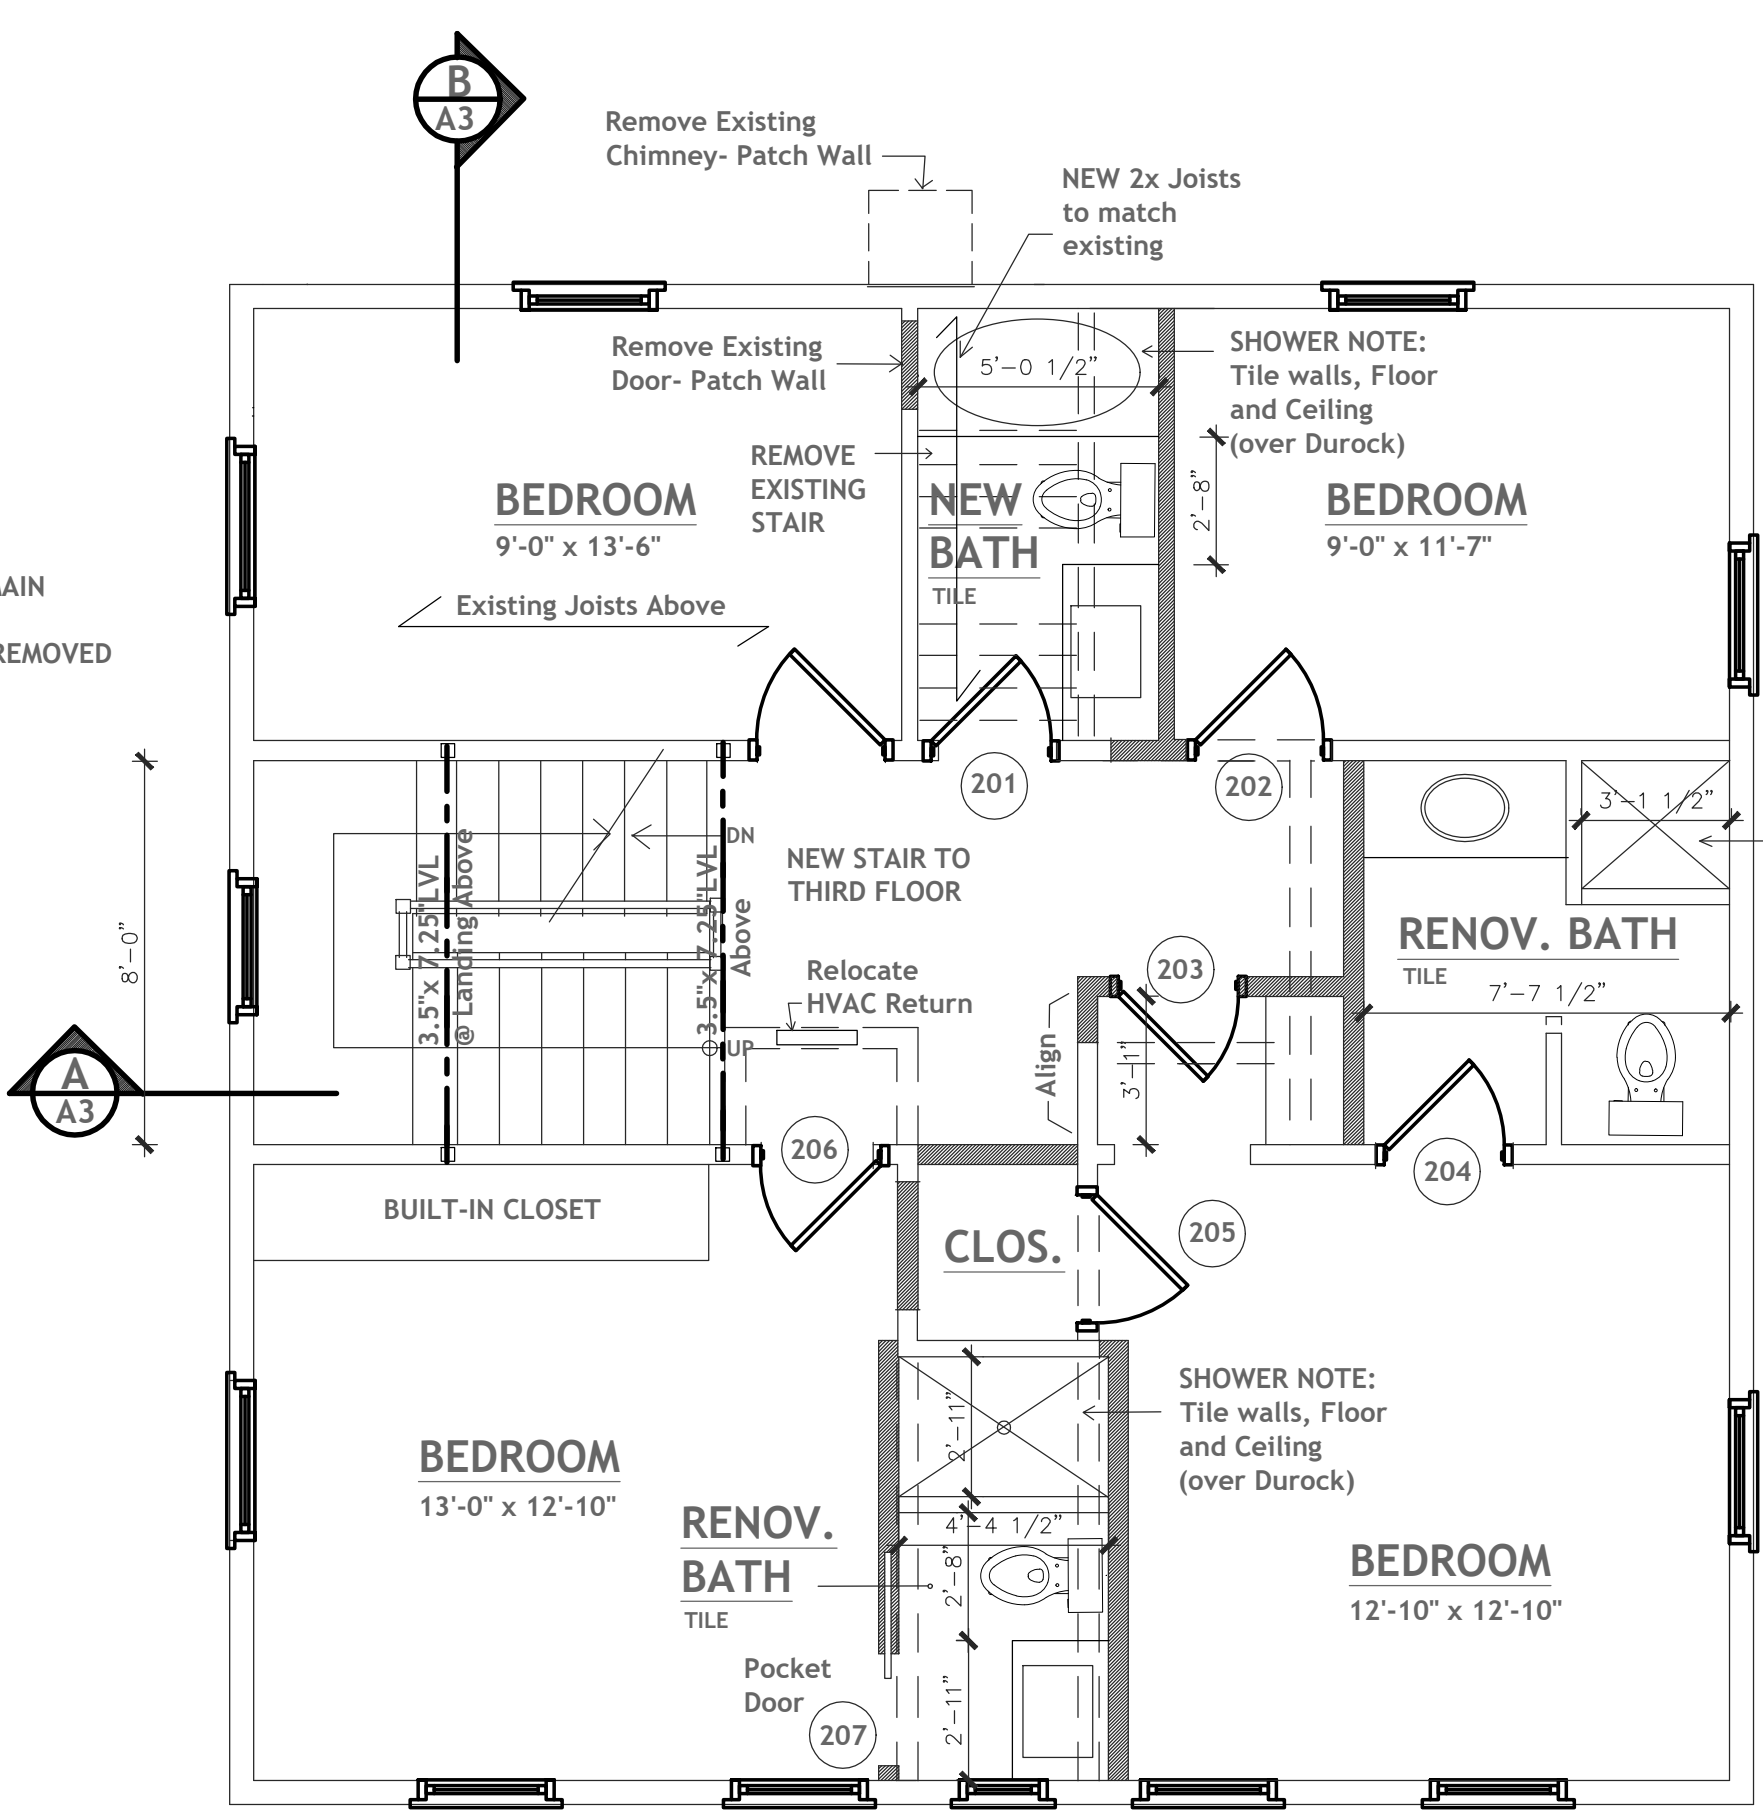 B
A3
Remove Existing
Chimney- Patch Wall
NEW 2x Joists
to match
existing
Remove Existing
Door- Patch Wall
5'-0 1/2"
SHOWER NOTE:
Tile walls, Floor
and Ceiling
(over Durock)
REMOVE
EXISTING
STAIR
BEDROOM
9'-0" x 13'-6"
NEW
BATH
TILE
2'-8"
BEDROOM
9'-0" x 11'-7"
REMOVED
Existing Joists Above
201
202
3'-1 1/2"
DN
NEW STAIR TO
THIRD FLOOR
8'-0"
3.5"x 7.25"LVL
@ Landing Above
3.5"x 7.25"LVL
Above
RENOV. BATH
TILE
7'-7 1/2"
203
Relocate
HVAC Return
UP
Align
3'-1"
A
A3
206
204
BUILT-IN CLOSET
CLOS.
205
2'-11"
SHOWER NOTE:
Tile walls, Floor
and Ceiling
(over Durock)
BEDROOM
13'-0" x 12'-10"
RENOV.
BATH
TILE
4'-4 1/2"
2'-8"
BEDROOM
12'-10" x 12'-10"
Pocket
Door
207
2'-11"